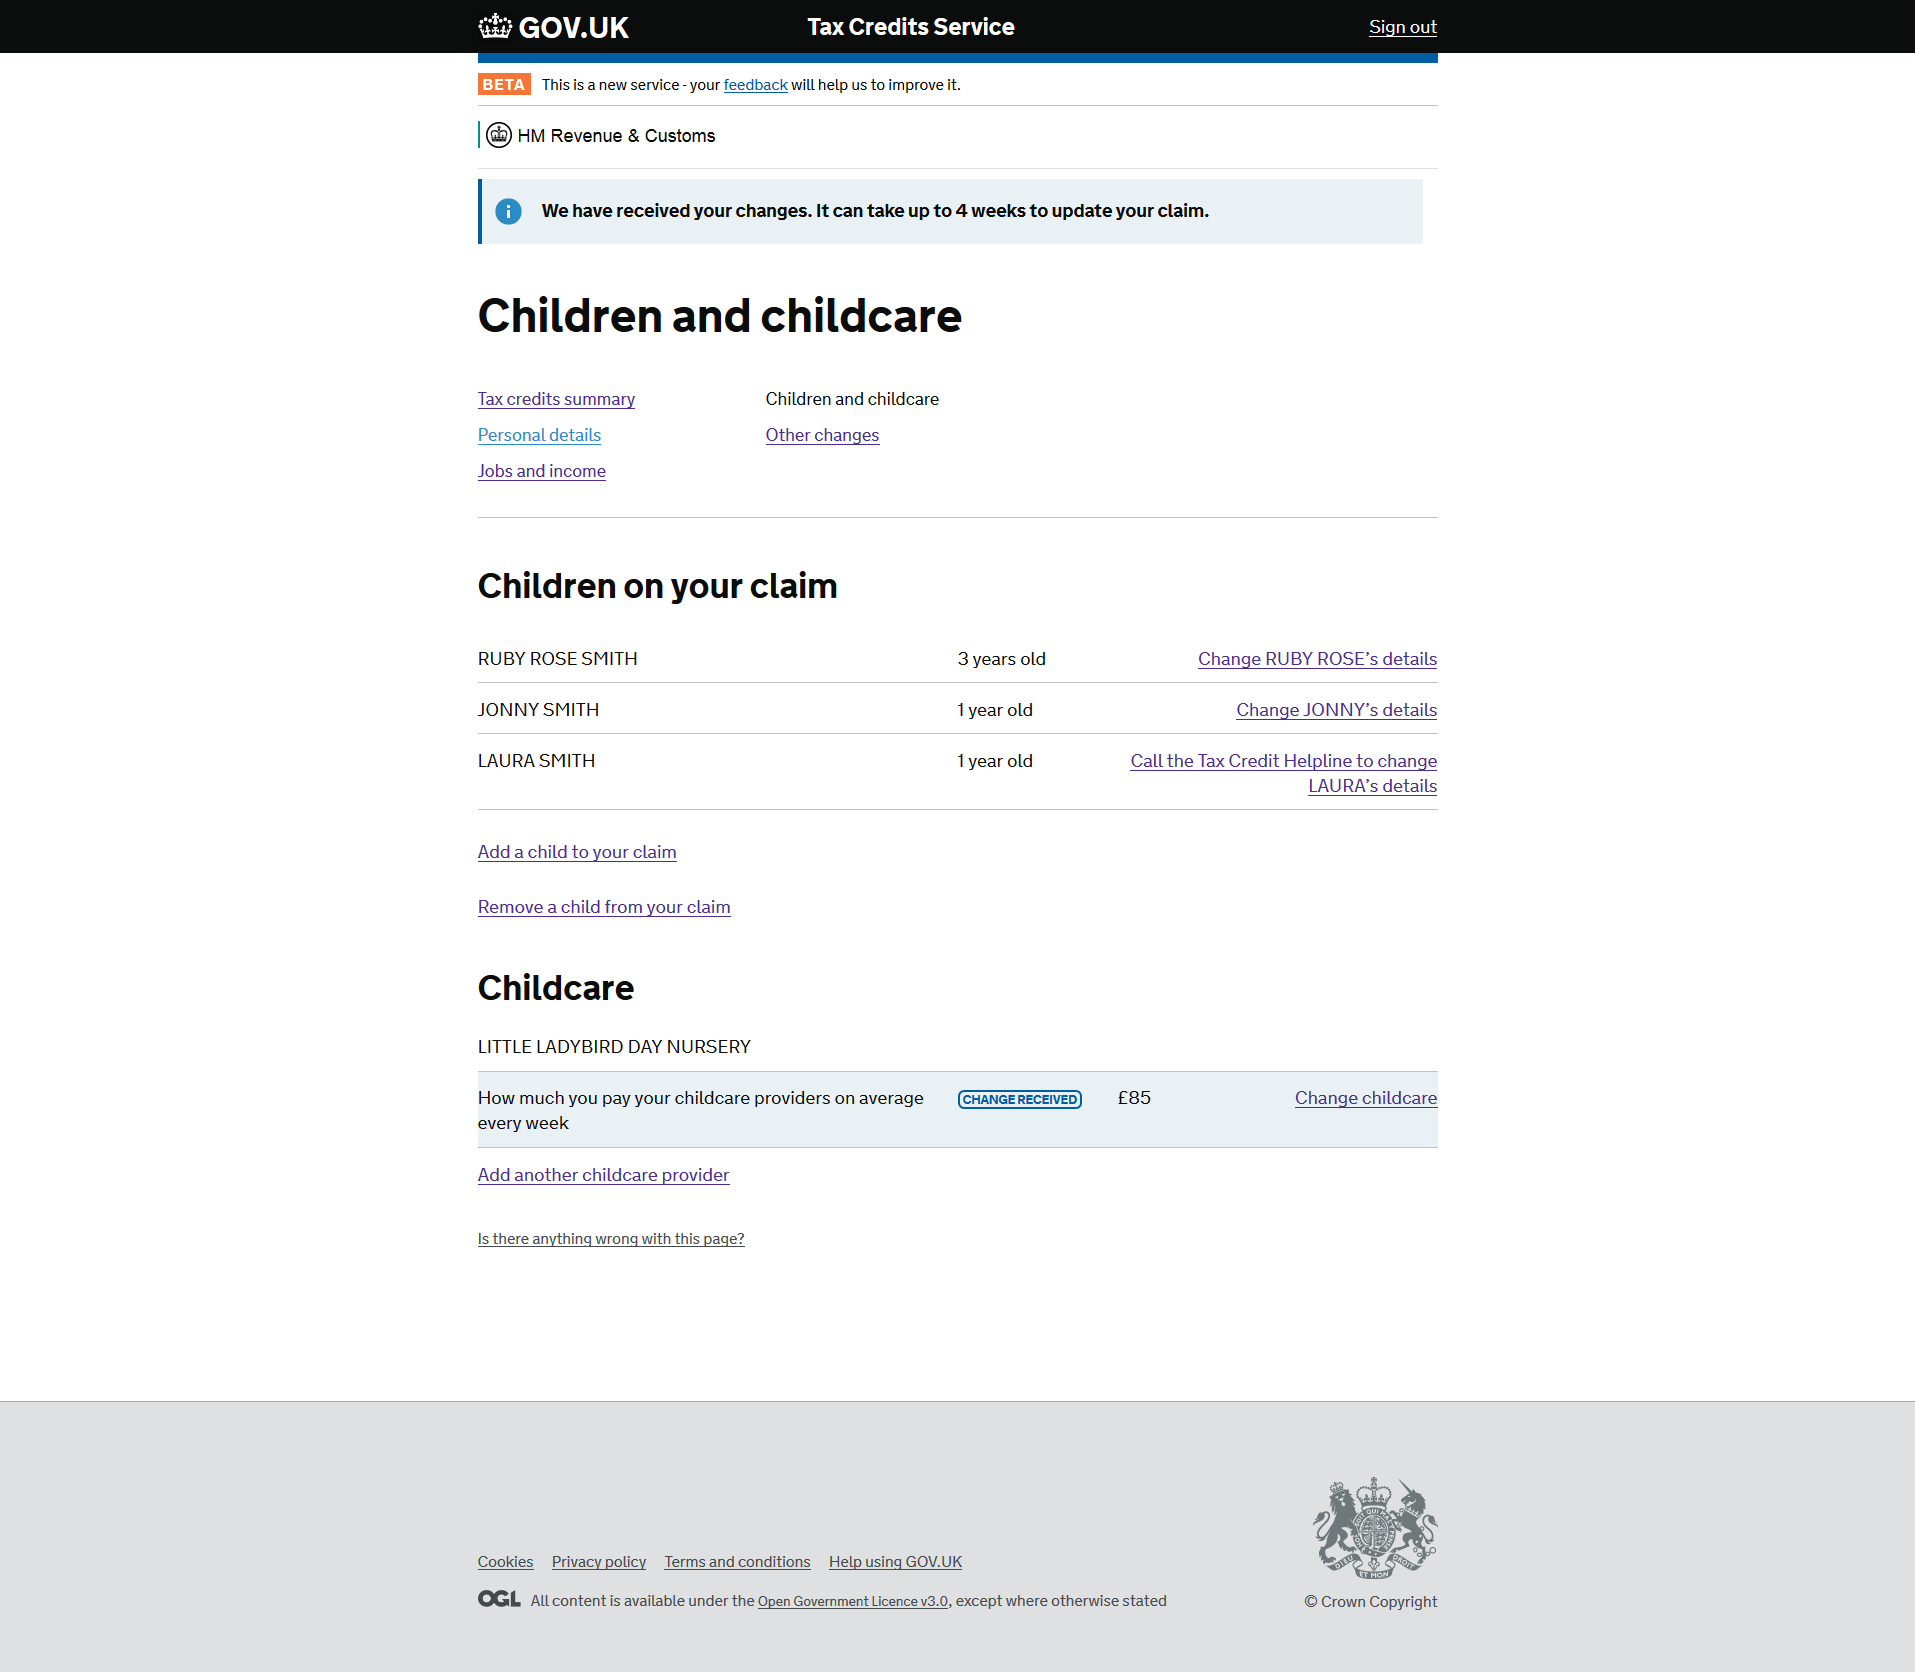 GOV.UK
Tax Credits Service
Sign out
BETA This is a new service - your feedback will help us to improve it.
HM Revenue & Customs
We have received your changes. It can take up to 4 weeks to update your claim.
Children and childcare
Tax credits summary
Personal details
Jobs and income
Children and childcare
Other changes
Children on your claim
RUBY ROSE SMITH 3 years old Change RUBY ROSE’s details
JONNY SMITH 1 year old Change JONNY’s details
LAURA SMITH 1 year old Call the Tax Credit Helpline to change
LAURA’s details
Add a child to your claim
Remove a child from your claim
Childcare
LITTLE LADYBIRD DAY NURSERY
How much you pay your childcare providers on average
every week
CHANGE RECEIVED £85 Change childcare
Add another childcare provider
Is there anything wrong with this page?
Cookies Privacy policy Terms and conditions Help using GOV.UK
OGL All content is available under the Open Government Licence v3.0, except where otherwise stated
DIEU ET MON DROIT
© Crown Copyright